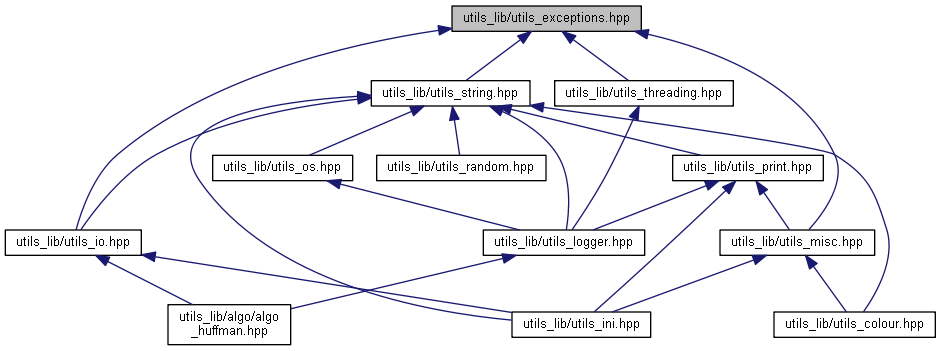 utils_lib/utils_exceptions.hpp
utils_lib/utils_string.hpp
utils_lib/utils_threading.hpp
utils_lib/utils_os.hpp
utils_lib/utils_random.hpp
utils_lib/utils_print.hpp
utils_lib/utils_io.hpp
utils_lib/utils_logger.hpp
utils_lib/utils_misc.hpp
utils_lib/algo/algo
_huffman.hpp
utils_lib/utils_ini.hpp
utils_lib/utils_colour.hpp